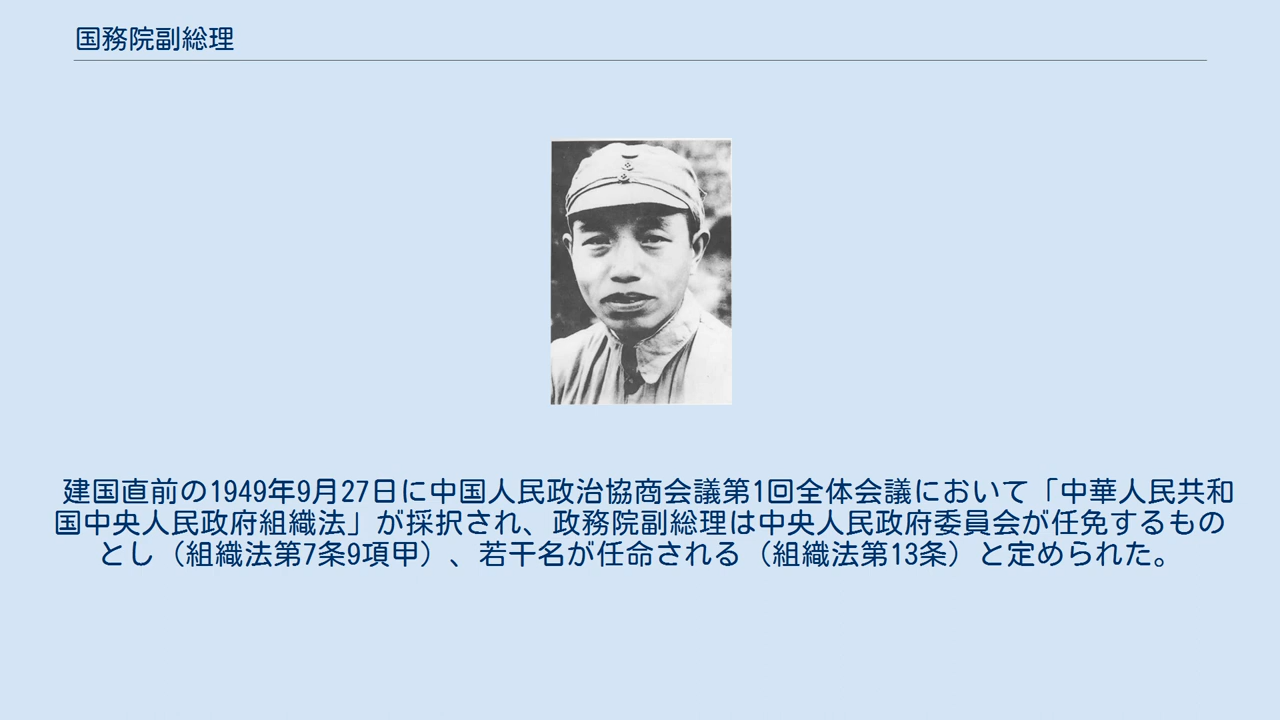 国務院副総理
建国直前の1949年9月27日に中国人民政治協商会議第1回全体会議において「中華人民共和
国中央人民政府組織法」が採択され、政務院副総理は中央人民政府委員会が任免するもの
とし（組織法第7条9項甲）、若干名が任命される（組織法第13条）と定められた。